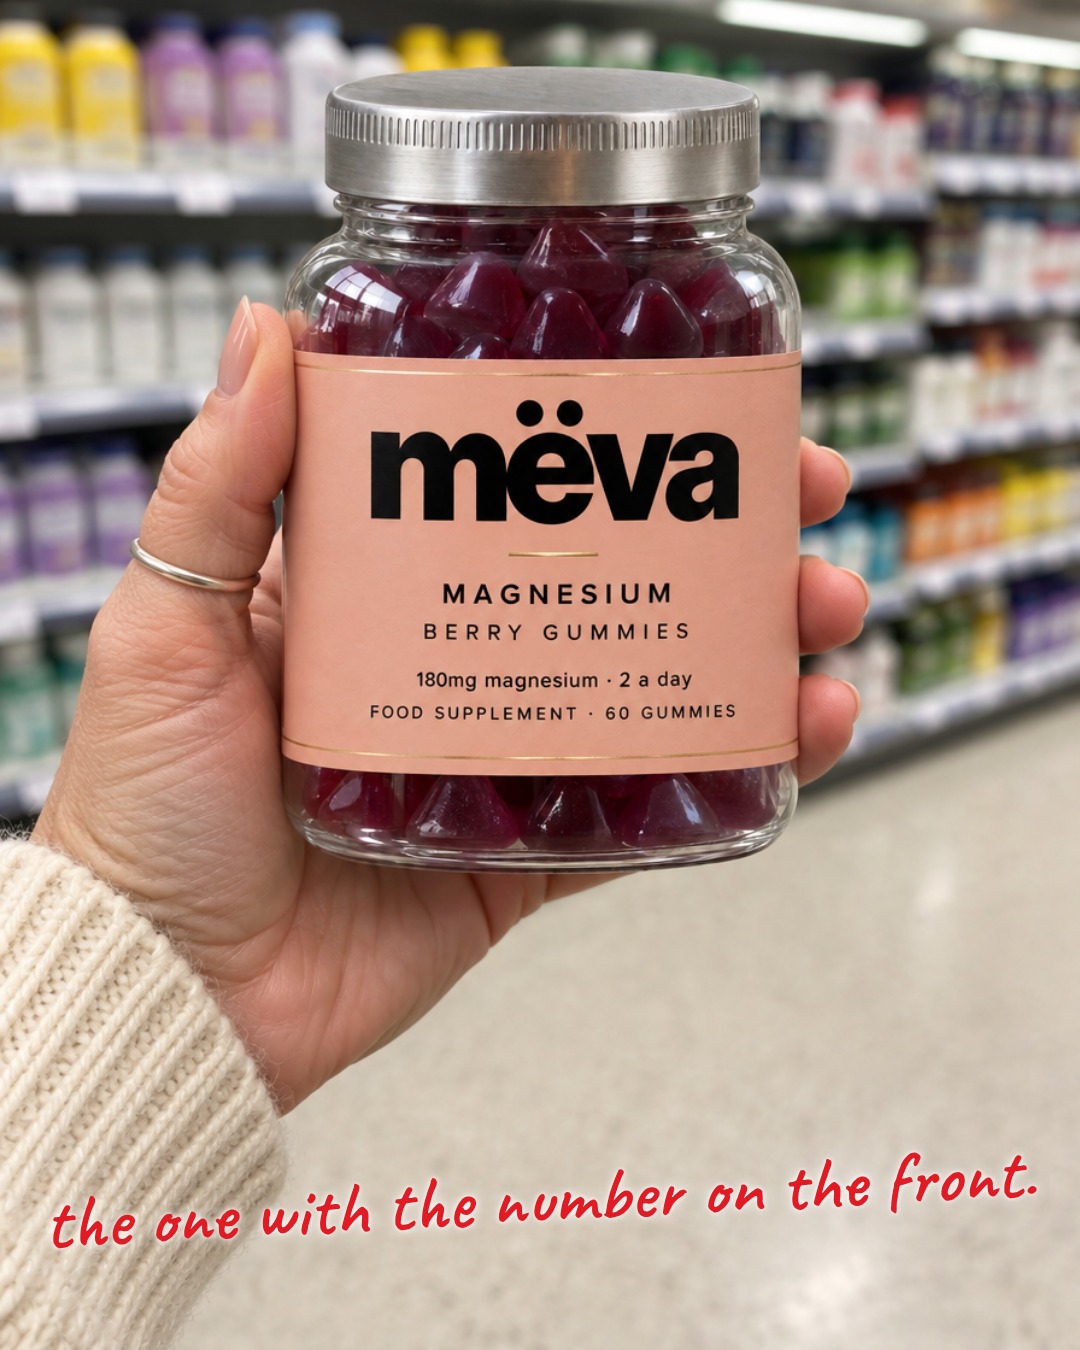 mëva
MAGNESIUM
BERRY GUMMIES
180mg magnesium · 2 a day
FOOD SUPPLEMENT · 60 GUMMIES
the one with the number on the front.